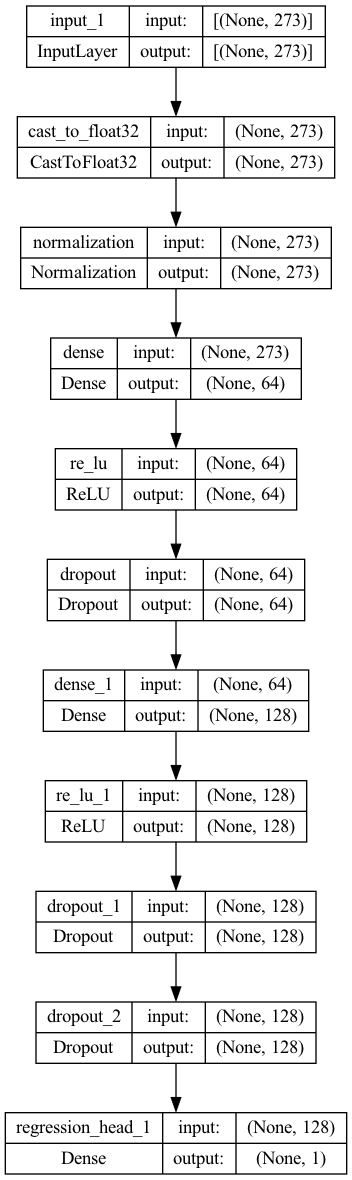 input_1 input: [(None, 273)]
InputLayer output: [(None, 273)]
cast_to_float32 input: (None, 273)
CastToFloat32 output: (None, 273)
normalization input: (None, 273)
Normalization output: (None, 273)
dense input: (None, 273)
Dense output: (None, 64)
re_lu input: (None, 64)
ReLU output: (None, 64)
dropout input: (None, 64)
Dropout output: (None, 64)
dense_1 input: (None, 64)
Dense output: (None, 128)
re_lu_1 input: (None, 128)
ReLU output: (None, 128)
dropout_1 input: (None, 128)
Dropout output: (None, 128)
dropout_2 input: (None, 128)
Dropout output: (None, 128)
regression_head_1 input: (None, 128)
Dense output: (None, 1)